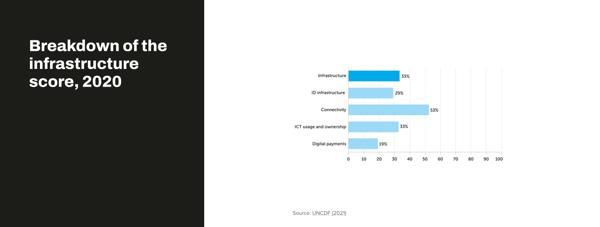 Breakdown of the
infrastructure
score, 2020
Infrastructure 33%
ID infrastructure 29%
Connectivity 53%
ICT usage and ownership 33%
Digital payments 19%
0 10 20 30 40 50 60 70 80 90 100
Source: UNCDF (2021)